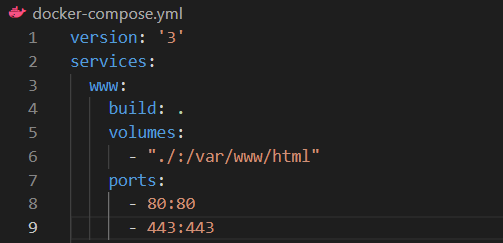 docker-compose.yml
1 version: '3'
2 services:
3   www:
4     build: .
5     volumes:
6       - "./:/var/www/html"
7     ports:
8       - 80:80
9       - 443:443